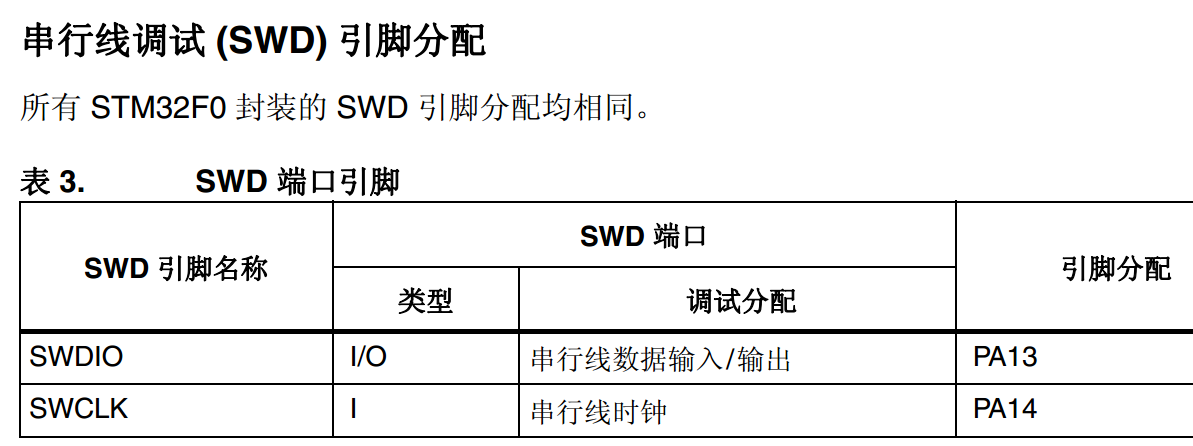 串行线调试 (SWD) 引脚分配
所有 STM32F0 封装的 SWD 引脚分配均相同。
表 3. SWD 端口引脚
SWD 引脚名称 SWD 端口 引脚分配
类型 调试分配
SWDIO I/O 串行线数据输入/输出 PA13
SWCLK I 串行线时钟 PA14